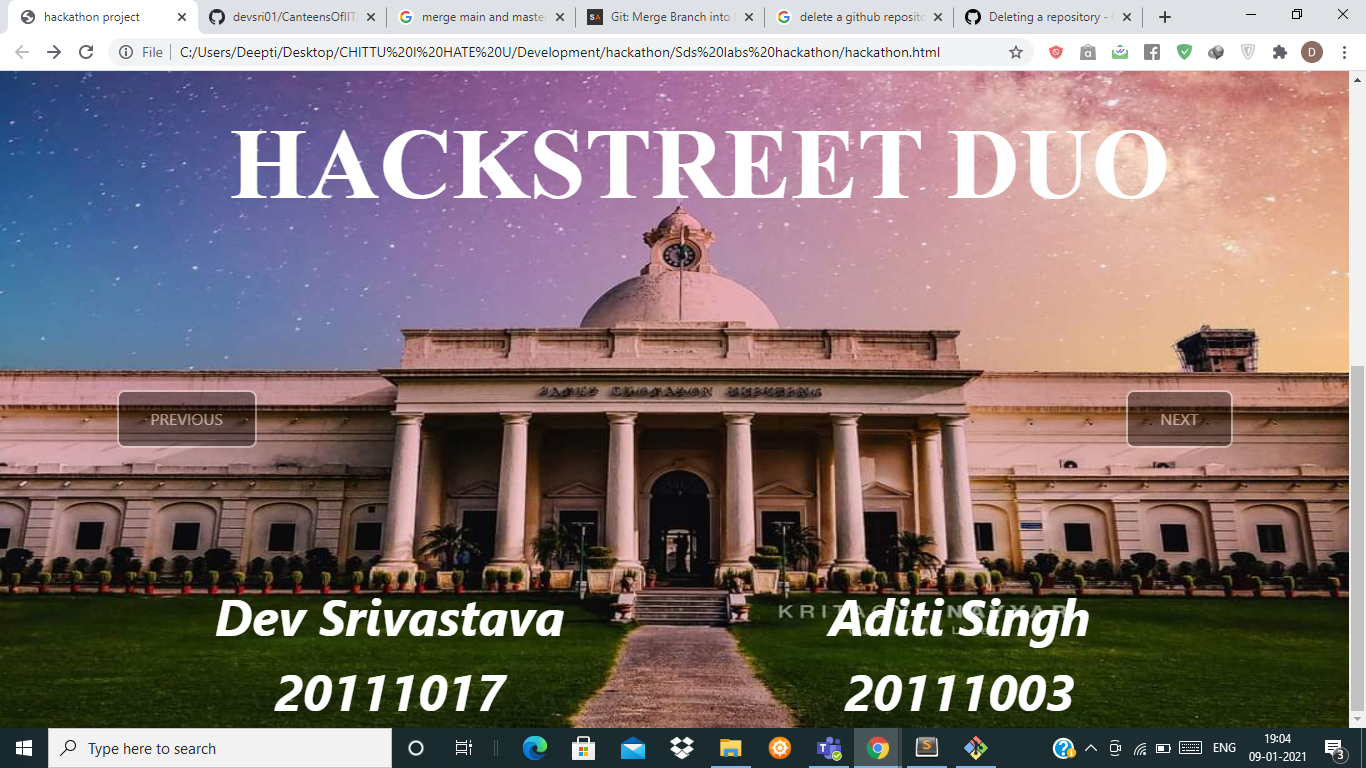 hackathon project
devsri01/CanteensOfIIT
merge main and maste
Git: Merge Branch into
delete a github reposito
Deleting a repository -
File
C:/Users/Deepti/Desktop/CHITTU%20I%20HATE%20U/Development/hackathon/Sds%20labs%20hackathon/hackathon.html
D
HACKSTREET DUO
PREVIOUS
NEXT
Dev Srivastava
Aditi Singh
20111017
20111003
Type here to search
ENG
19:04
09-01-2021
3